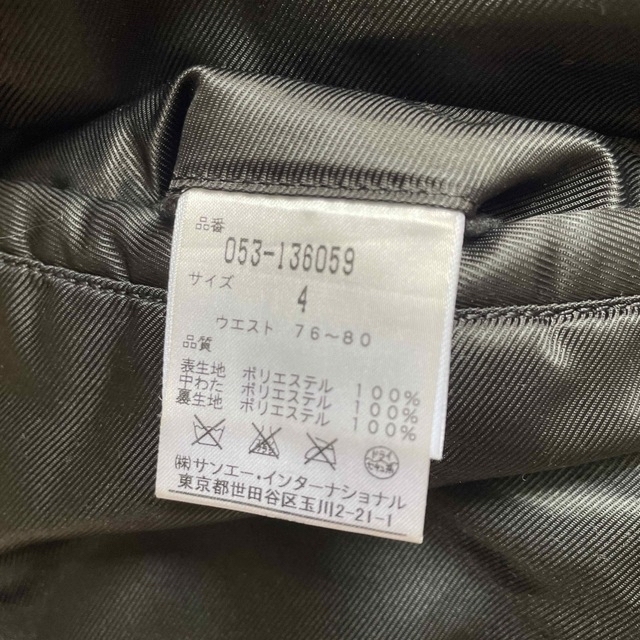 品番
053-136059
サイズ
4
ウエスト 76~80
品質
表生地 ポリエステル 100%
中わた ポリエステル 100%
裏生地 ポリエステル 100%
ドライ
(株)サンエー・インターナショナル
東京都世田谷区玉川2-21-1